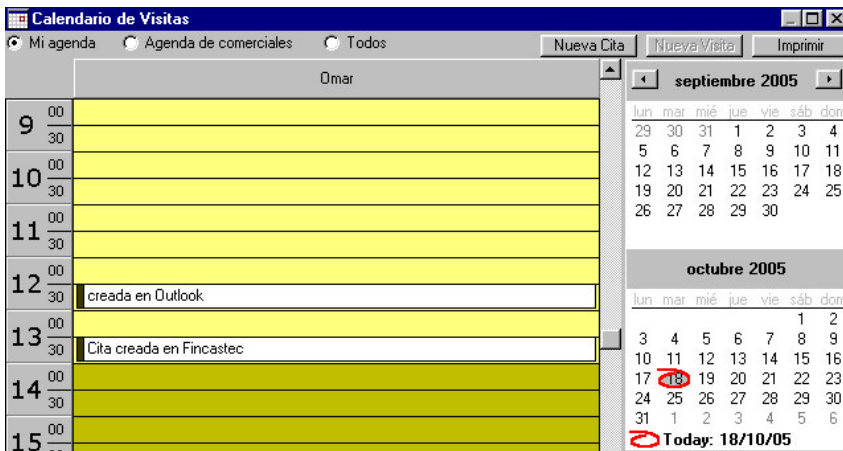 Calendario de Visitas
Mi agenda Agenda de comerciales Todos Nueva Cita Nueva Visita Imprimir
Omar
9 00
30
10 00
30
11 00
30
12 00
30 creada en Outlook
13 00
30 Cita creada en Fincastec
14 00
30
15 00
septiembre 2005
lun mar mié jue vie sáb dom
29 30 31 1 2 3 4
5 6 7 8 9 10 11
12 13 14 15 16 17 18
19 20 21 22 23 24 25
26 27 28 29 30
octubre 2005
lun mar mié jue vie sáb dom
1 2
3 4 5 6 7 8 9
10 11 12 13 14 15 16
17 18 19 20 21 22 23
24 25 26 27 28 29 30
31 1 2 3 4 5 6
Today: 18/10/05